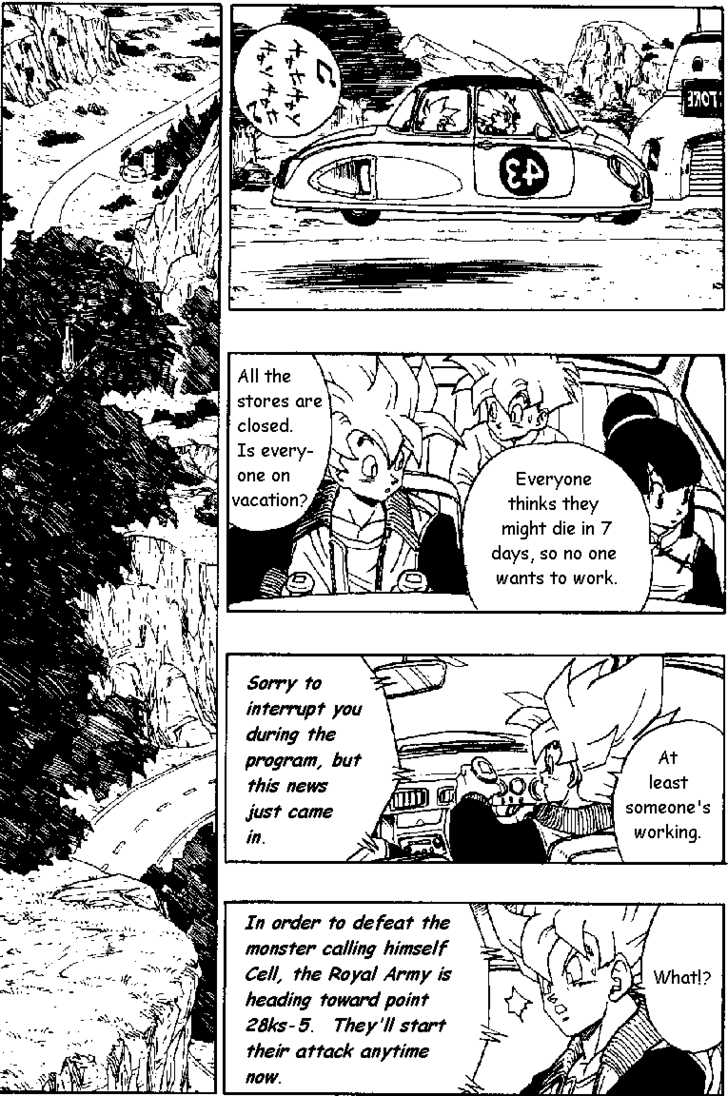 TORE
43
All the
stores are
closed.
Is every-
one on
vacation?
Everyone
thinks they
might die in 7
days, so no one
wants to work.
Sorry to
interrupt you
during the
program, but
this news
just came
in.
At
least
someone's
working.
In order to defeat the
monster calling himself
Cell, the Royal Army is
heading toward point
28ks-5. They'll start
their attack anytime
now.
What!?